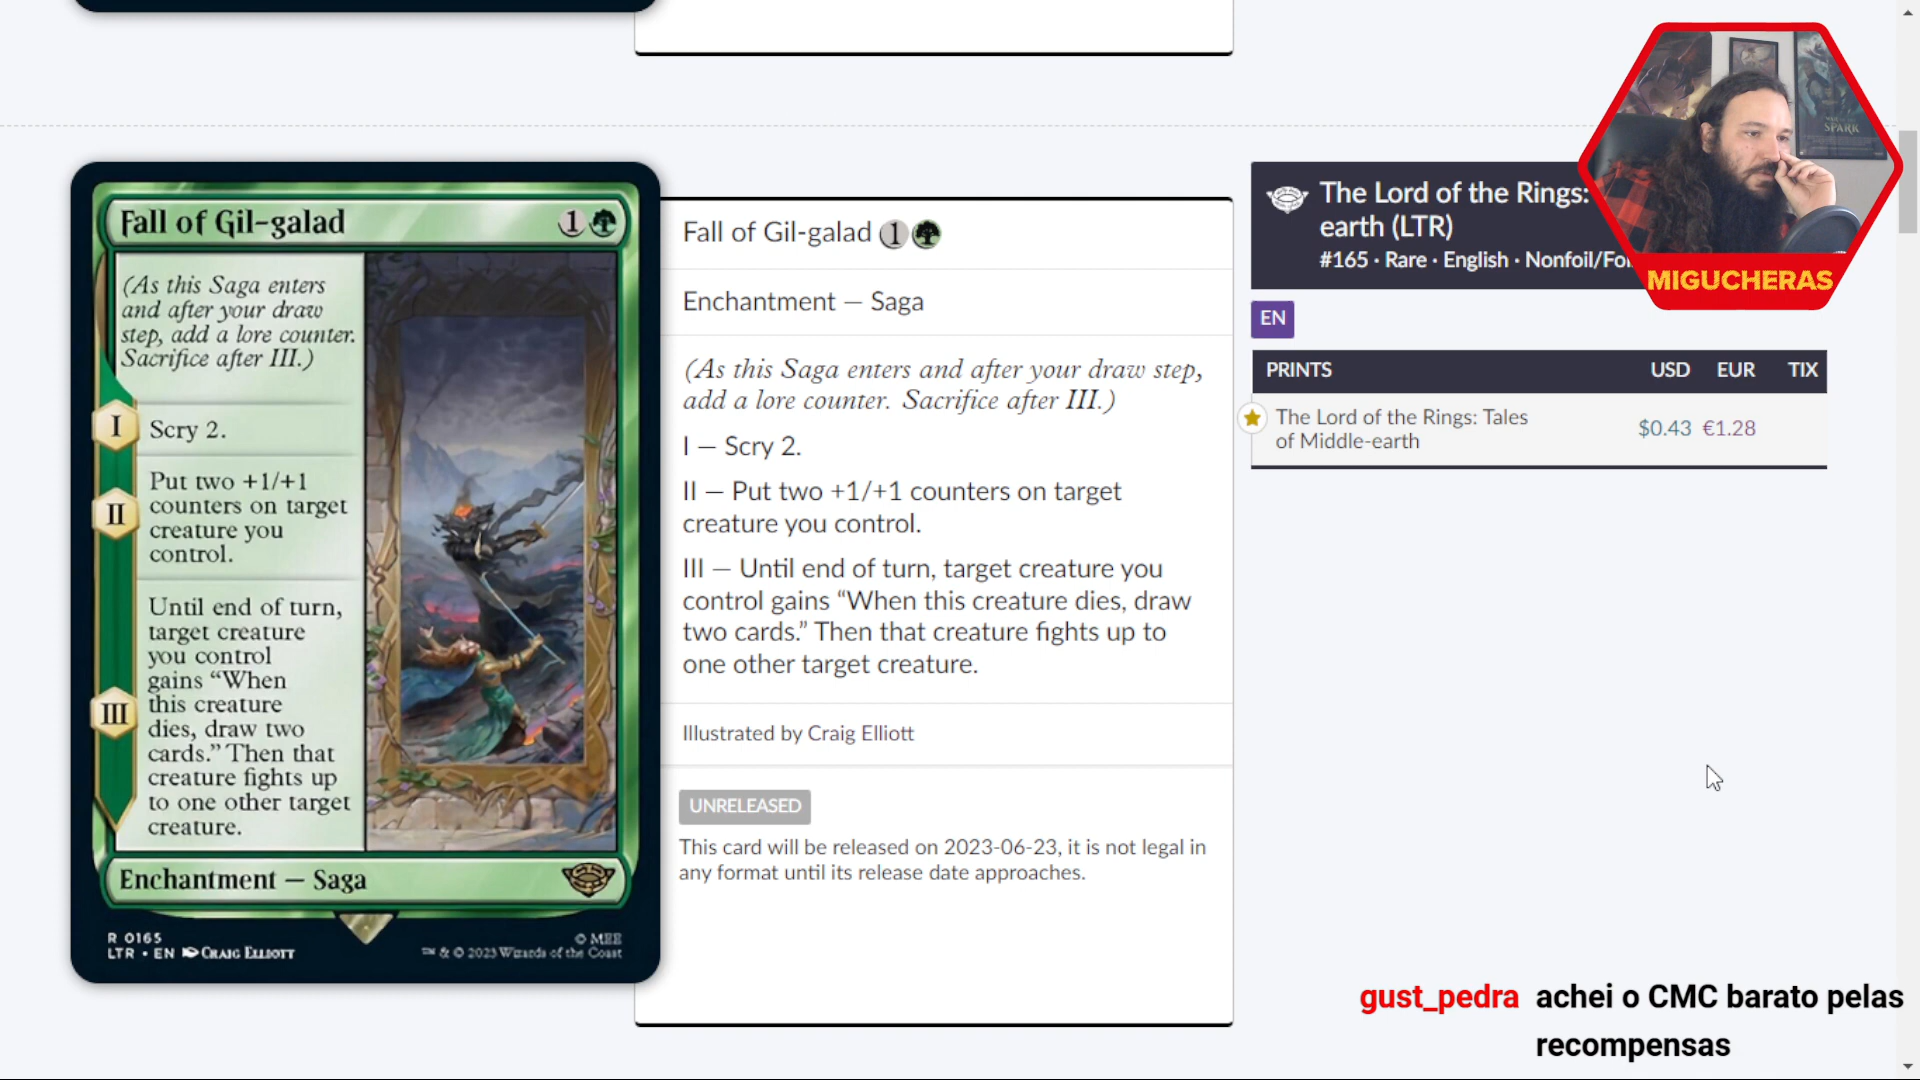 Fall of Gil-galad 1
(As this Saga enters
and after your draw
step, add a lore counter.
Sacrifice after III.)
I
Scry 2.
II
Put two +1/+1
counters on target
creature you
control.
III
Until end of turn,
target creature
you control
gains “When
this creature
dies, draw two
cards.” Then that
creature fights up
to one other target
creature.
Enchantment — Saga
R 0165
LTR • EN CRAIG ELLIOTT
© MEE
™ & © 2023 Wizards of the Coast
Fall of Gil-galad 1
Enchantment — Saga
(As this Saga enters and after your draw step,
add a lore counter. Sacrifice after III.)
I — Scry 2.
II — Put two +1/+1 counters on target
creature you control.
III — Until end of turn, target creature you
control gains “When this creature dies, draw
two cards.” Then that creature fights up to
one other target creature.
Illustrated by Craig Elliott
UNRELEASED
This card will be released on 2023-06-23, it is not legal in
any format until its release date approaches.
The Lord of the Rings:
earth (LTR)
#165 · Rare · English · Nonfoil/Foi
EN
PRINTS USD EUR TIX
The Lord of the Rings: Tales
of Middle-earth
$0.43 €1.28
SPARK
MIGUCHERAS
gust_pedra achei o CMC barato pelas
recompensas